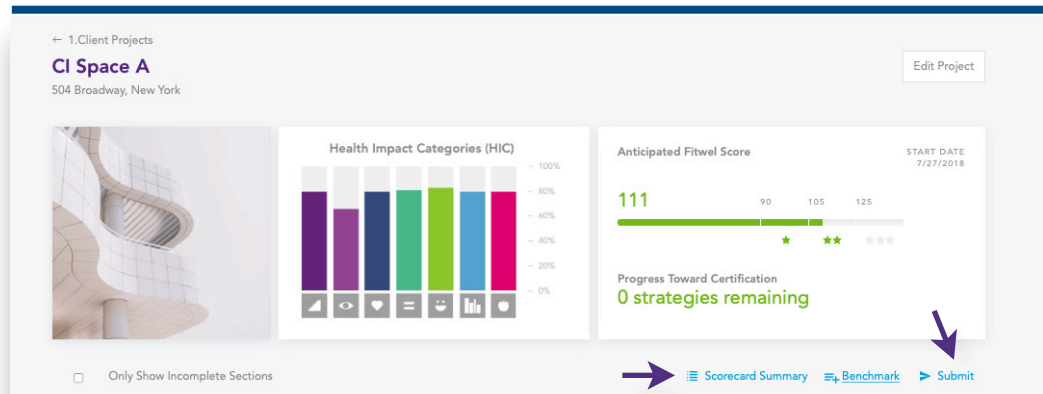 ← 1.Client Projects
CI Space A
504 Broadway, New York
Edit Project
Health Impact Categories (HIC)
100%
80%
60%
40%
20%
0%
Anticipated Fitwel Score
START DATE
7/27/2018
111
90 105 125
Progress Toward Certification
0 strategies remaining
Only Show Incomplete Sections
Scorecard Summary Benchmark Submit